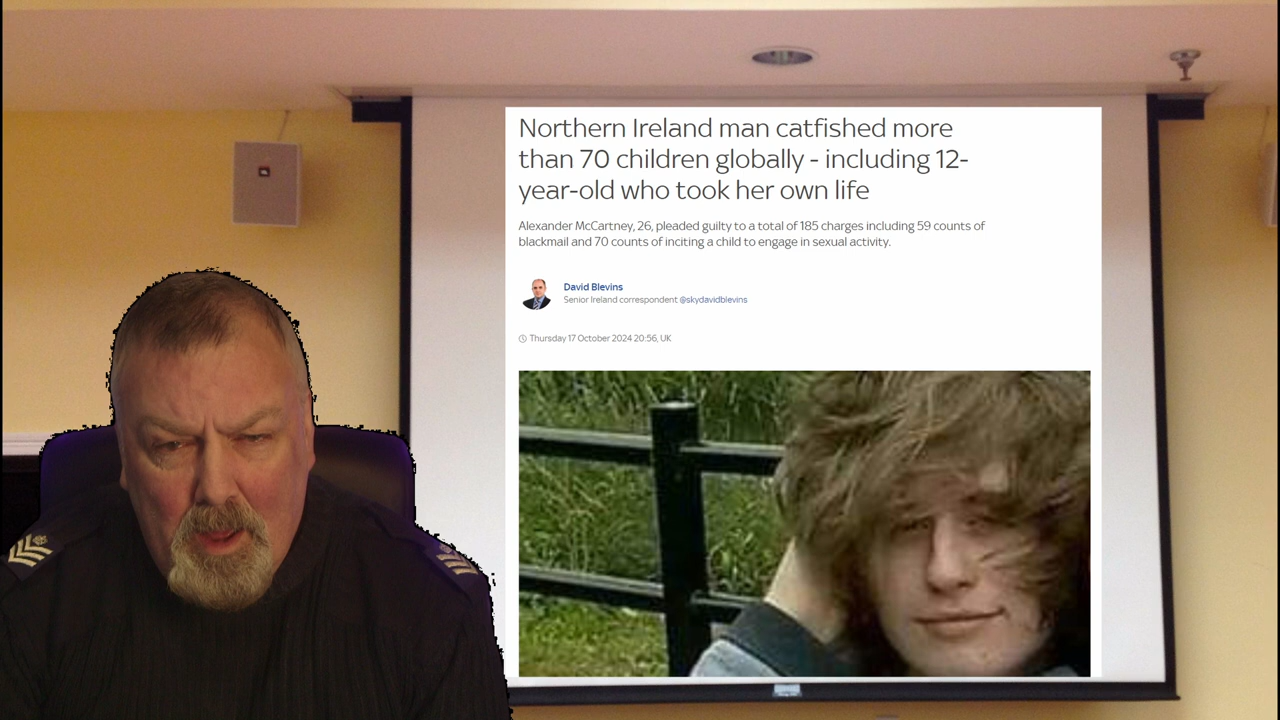 Northern Ireland man catfished more
than 70 children globally - including 12-
year-old who took her own life
Alexander McCartney, 26, pleaded guilty to a total of 185 charges including 59 counts of
blackmail and 70 counts of inciting a child to engage in sexual activity.
David Blevins
Senior Ireland correspondent @skydavidblevins
Thursday 17 October 2024 20:56, UK